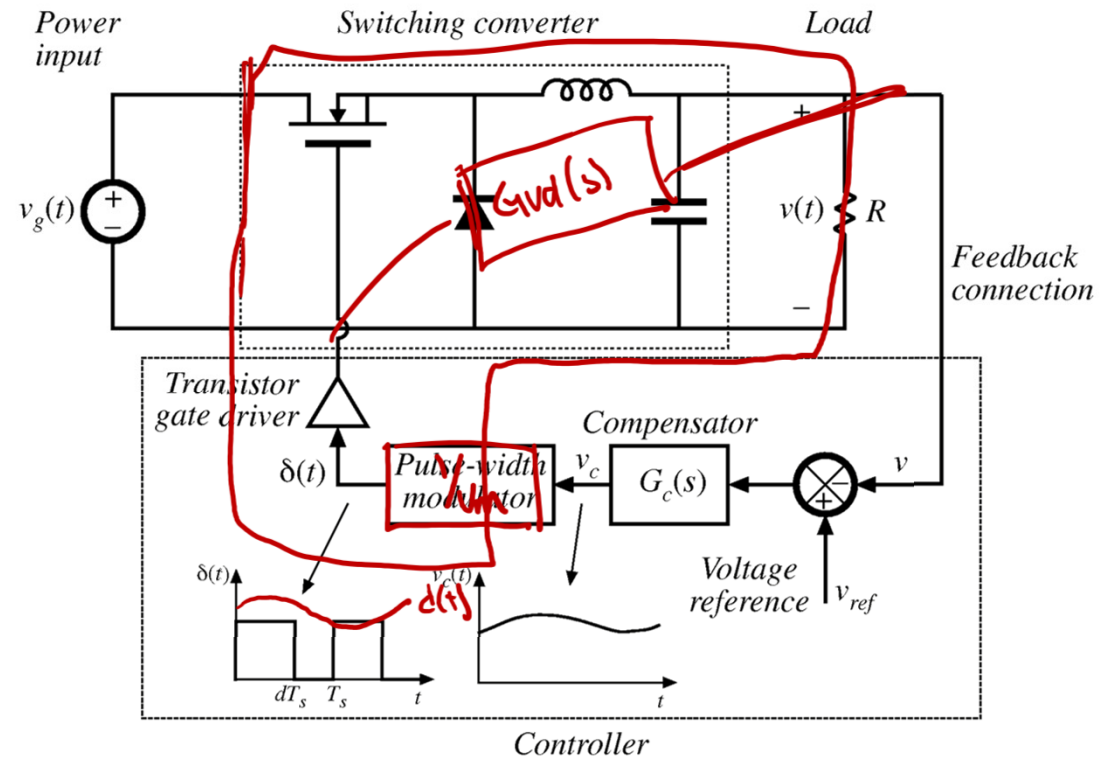 Power
input
Switching converter
Load
+
Gvd(s)
v_g(t)
+
–
v(t)
R
–
Feedback
connection
Transistor
gate driver
Compensator
δ(t)
Pulse-width
modulator
1/VM
v_c
G_c(s)
–
+
v
Voltage
reference
v_ref
δ(t)
d(t)
v_c(t)
dT_s
T_s
t
t
Controller